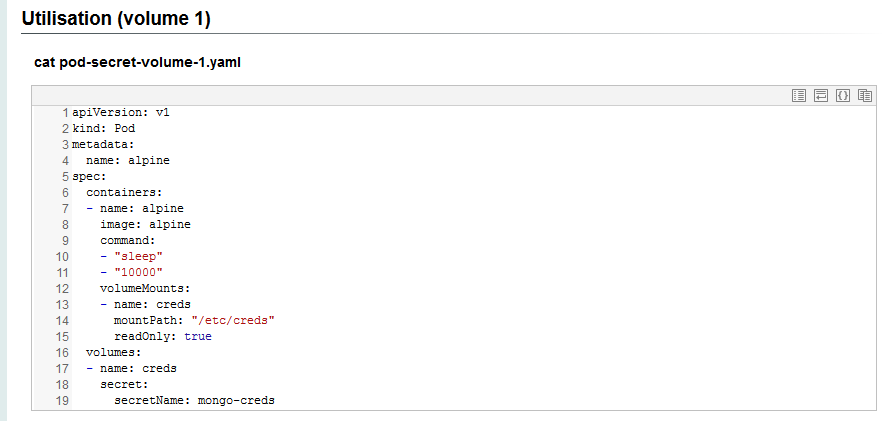 Utilisation (volume 1)
cat pod-secret-volume-1.yaml
1 apiVersion: v1
2 kind: Pod
3 metadata:
4   name: alpine
5 spec:
6   containers:
7   - name: alpine
8     image: alpine
9     command:
10     - "sleep"
11     - "10000"
12     volumeMounts:
13     - name: creds
14       mountPath: "/etc/creds"
15       readOnly: true
16   volumes:
17   - name: creds
18     secret:
19       secretName: mongo-creds